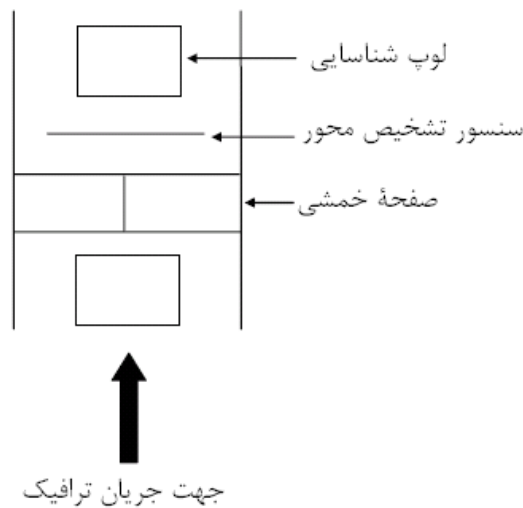 لوپ شناسایی
سنسور تشخیص محور
صفحهٔ خمشی
جهت جریان ترافیک